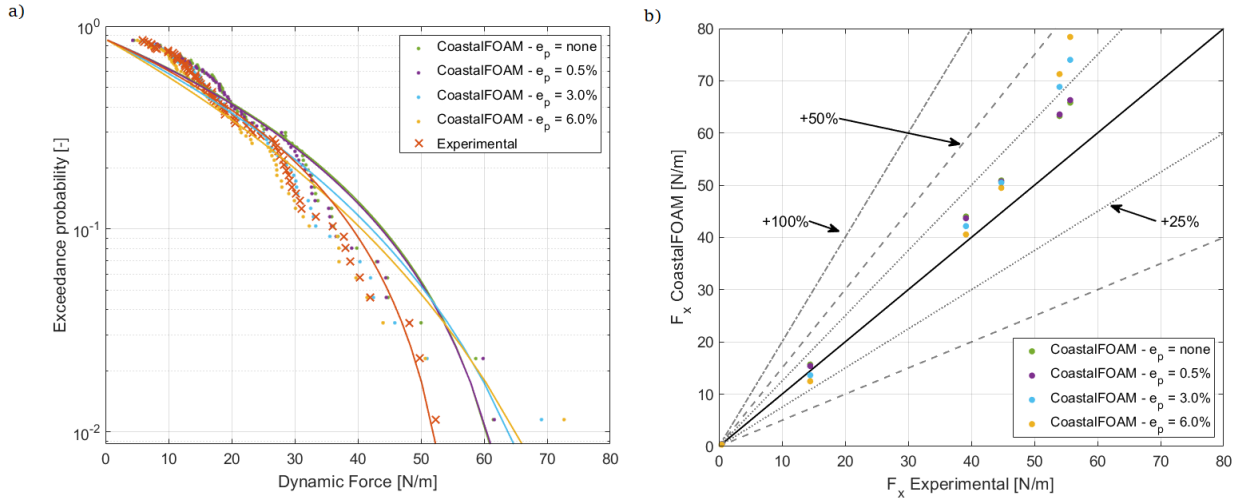 a)
10^0
10^-1
10^-2
0 10 20 30 40 50 60 70 80
Exceedance probability [-]
Dynamic Force [N/m]
CoastalFOAM - e_p = none
CoastalFOAM - e_p = 0.5%
CoastalFOAM - e_p = 3.0%
CoastalFOAM - e_p = 6.0%
Experimental
b)
80
70
60
50
40
30
20
10
0
0 10 20 30 40 50 60 70 80
F_x CoastalFOAM [N/m]
F_x Experimental [N/m]
+50%
+100%
+25%
CoastalFOAM - e_p = none
CoastalFOAM - e_p = 0.5%
CoastalFOAM - e_p = 3.0%
CoastalFOAM - e_p = 6.0%